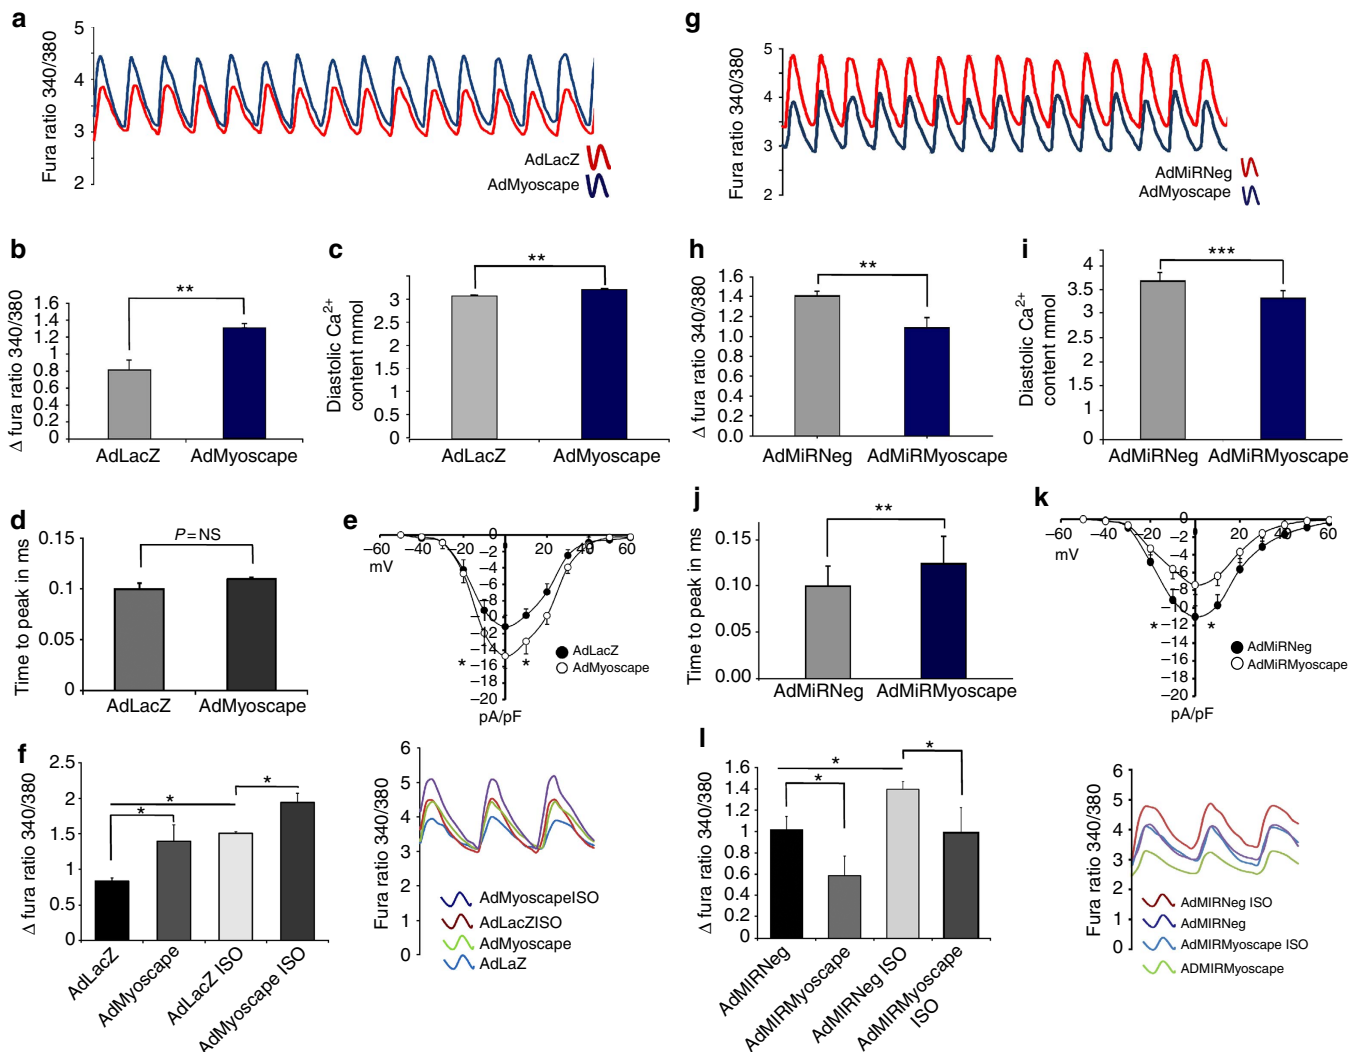 a
Fura ratio 340/380
5
4
3
2
AdLacZ
AdMyoscape
g
Fura ratio 340/380
5
4
3
2
AdMiRNeg
AdMyoscape
b
Δ fura ratio 340/380
1.6
1.4
1.2
1
0.8
0.6
0.4
0.2
0
**
AdLacZ
AdMyoscape
c
Diastolic Ca2+
content mmol
3
2.5
2
1.5
1
0.5
0
**
AdLacZ
AdMyoscape
h
Δ fura ratio 340/380
1.6
1.4
1.2
1.0
0.8
0.6
0.4
0.2
0.0
**
AdMiRNeg
AdMiRMyoscape
i
Diastolic Ca2+
content mmol
4
3.5
3
2.5
2
1.5
1
0
***
AdMiRNeg
AdMiRMyoscape
d
Time to peak in ms
0.15
0.1
0.05
0
P=NS
AdLacZ
AdMyoscape
e
−60
−40
−20
0
20
40
60
mV
−2
−4
−6
−8
−10
−12
−14
−16
−18
−20
* *
pA/pF
AdLacZ
AdMyoscape
j
Time to peak in ms
0.15
0.10
0.05
0.00
**
AdMiRNeg
AdMiRMyoscape
k
−60
−40
−20
0
20
40
60
mV
−2
−4
−6
−8
−10
−12
−14
−16
−18
−20
* *
pA/pF
AdMiRNeg
AdMiRMyoscape
f
Δ fura ratio 340/380
2.5
2
1.5
1
0.5
0
*
*
*
AdLacZ
AdMyoscape
AdLacZ ISO
AdMyoscape ISO
Fura ratio 340/380
6
5
4
3
2
1
0
AdMyoscapeISO
AdLacZISO
AdMyoscape
AdLaZ
l
Δ fura ratio 340/380
1.6
1.4
1.2
1
0.8
0.6
0.4
0.2
0
*
*
*
AdMIRNeg
AdMIRMyoscape
AdMIRNeg ISO
AdMIRMyoscape
ISO
Fura ratio 340/380
6
5
4
3
2
1
0
AdMIRNeg ISO
AdMIRNeg
AdMIRMyoscape ISO
ADMIRMyoscape